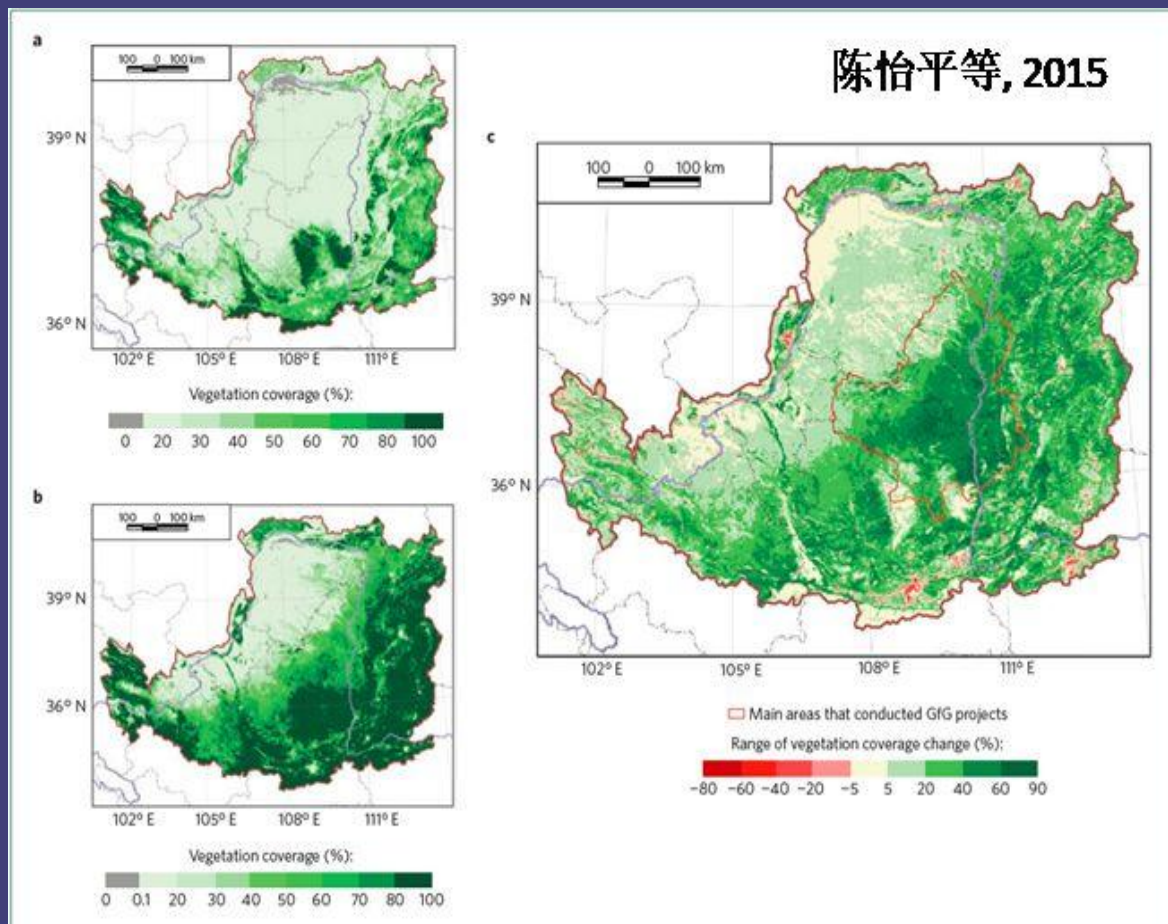 陈怡平等, 2015
a
100 0 100 km
39° N
36° N
102° E 105° E 108° E 111° E
Vegetation coverage (%):
0 20 30 40 50 60 70 80 100
b
100 0 100 km
39° N
36° N
102° E 105° E 108° E 111° E
Vegetation coverage (%):
0 0.1 20 30 40 50 60 70 80 100
c
100 0 100 km
39° N
36° N
102° E 105° E 108° E 111° E
Main areas that conducted GfG projects
Range of vegetation coverage change (%):
−80 −60 −40 −20 −5 5 20 40 60 90